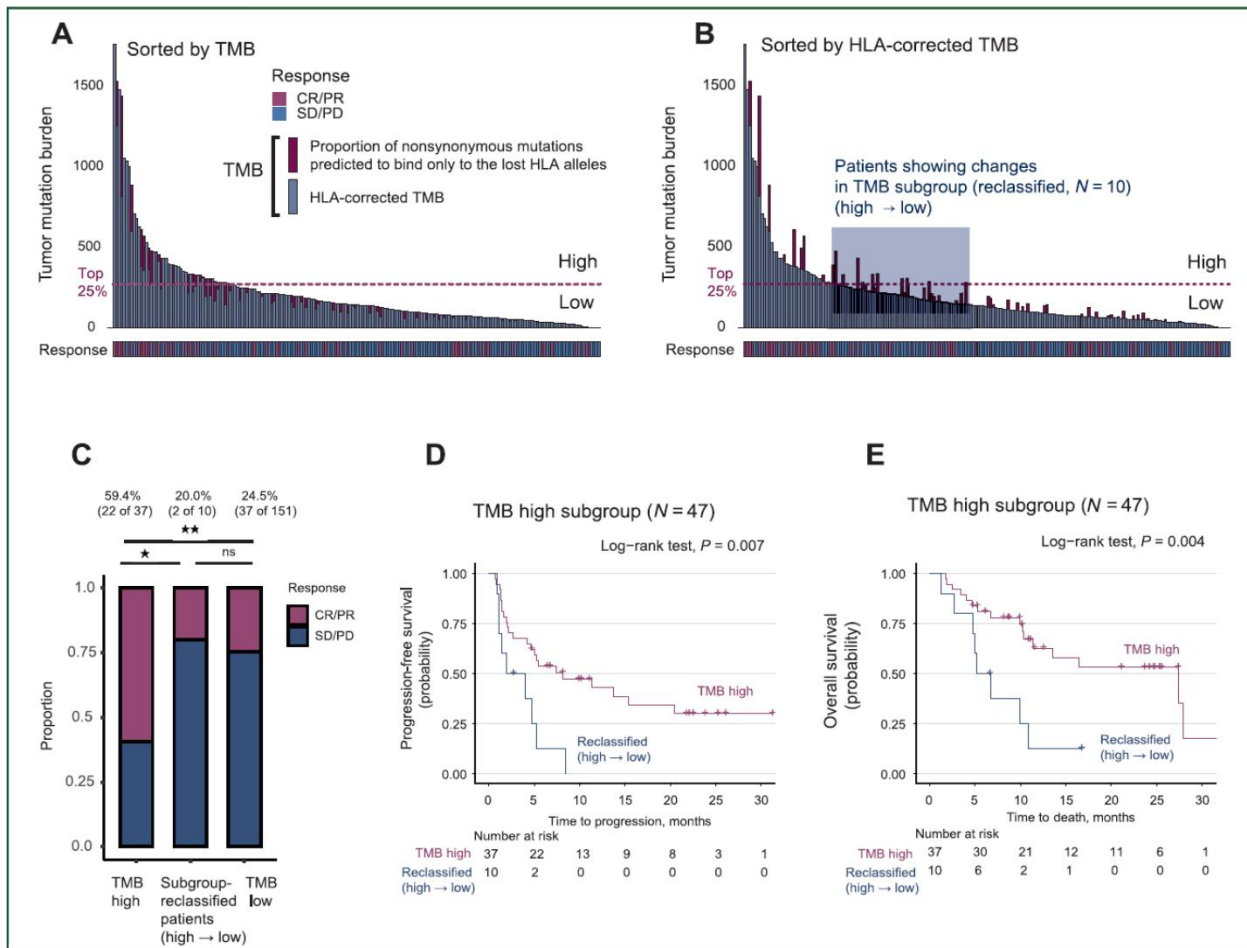 A
Sorted by TMB
Tumor mutation burden
1500
1000
500
Top
25%
0
Response
CR/PR
SD/PD
TMB
Proportion of nonsynonymous mutations
predicted to bind only to the lost HLA alleles
HLA-corrected TMB
High
Low
Response
B
Sorted by HLA-corrected TMB
Tumor mutation burden
1500
1000
500
Top
25%
0
Patients showing changes
in TMB subgroup (reclassified, N = 10)
(high → low)
High
Low
Response
C
59.4% 20.0% 24.5%
(22 of 37) (2 of 10) (37 of 151)
★★
★ ns
Proportion
1.0
0.75
0.5
0.25
0.0
Response
CR/PR
SD/PD
TMB
high
Subgroup-
reclassified
patients
(high → low)
TMB
low
D
TMB high subgroup (N = 47)
Log-rank test, P = 0.007
Progression-free survival
(probability)
1.00
0.75
0.50
0.25
0.00
TMB high
Reclassified
(high → low)
0 5 10 15 20 25 30
Time to progression, months
Number at risk
TMB high 37 22 13 9 8 3 1
Reclassified 10 2 0 0 0 0 0
(high → low)
E
TMB high subgroup (N = 47)
Log-rank test, P = 0.004
Overall survival
(probability)
1.00
0.75
0.50
0.25
0.00
TMB high
Reclassified
(high → low)
0 5 10 15 20 25 30
Time to death, months
Number at risk
TMB high 37 30 21 12 11 6 1
Reclassified 10 6 2 1 0 0 0
(high → low)